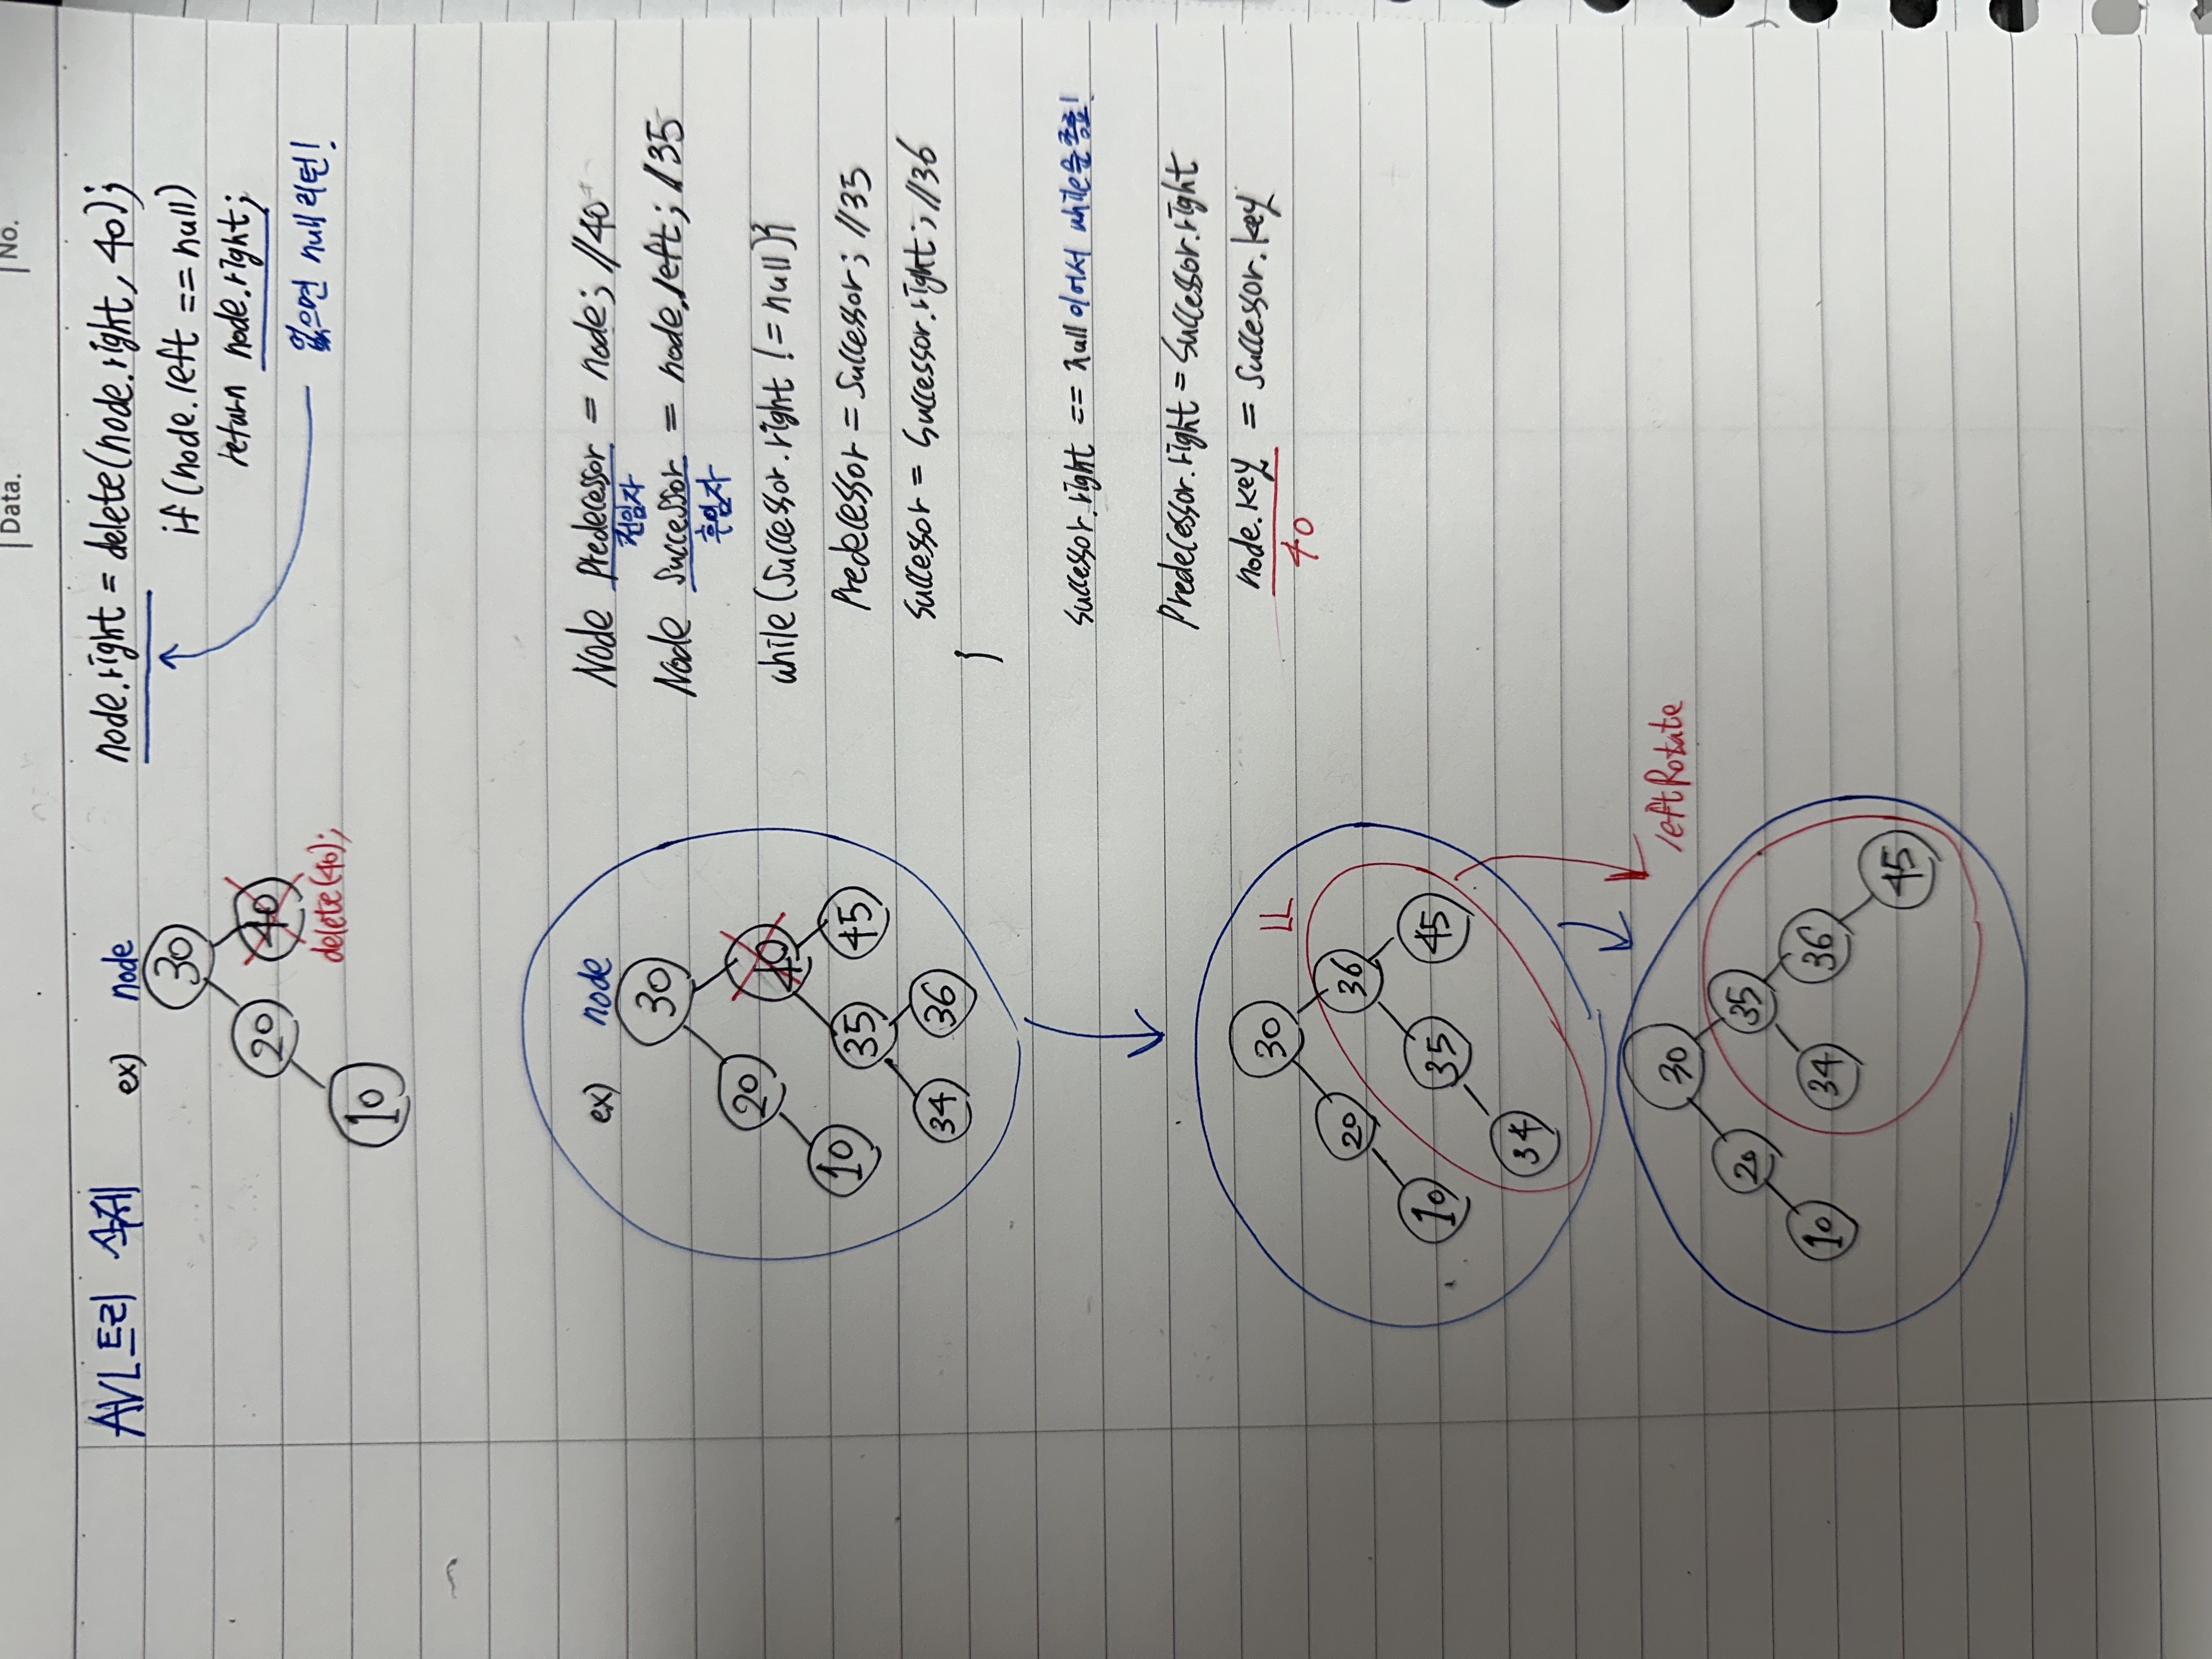 Data.
No.
AVL트리 삭제
ex) node
30
20 40
delete(40);
10
node.right = delete(node.right, 40);
if(node.left == null)
return node.right;
없으면 null 리턴!
ex) node
30
20 40
10 35 45
34 36
Node Predecessor = node; //40
전임자
Node Successor = node.left; //35
후임자
while(Successor.right != null){
Predecessor = Successor; //35
Successor = Successor.right; //36
}
Successor.right == null 이어서 while문 종료!
Predecessor.right = Successor.right
node.key = Successor.key
40
30 LL
20 36
10 35 45
34
leftRotate
30
20 35
10 34 36
45